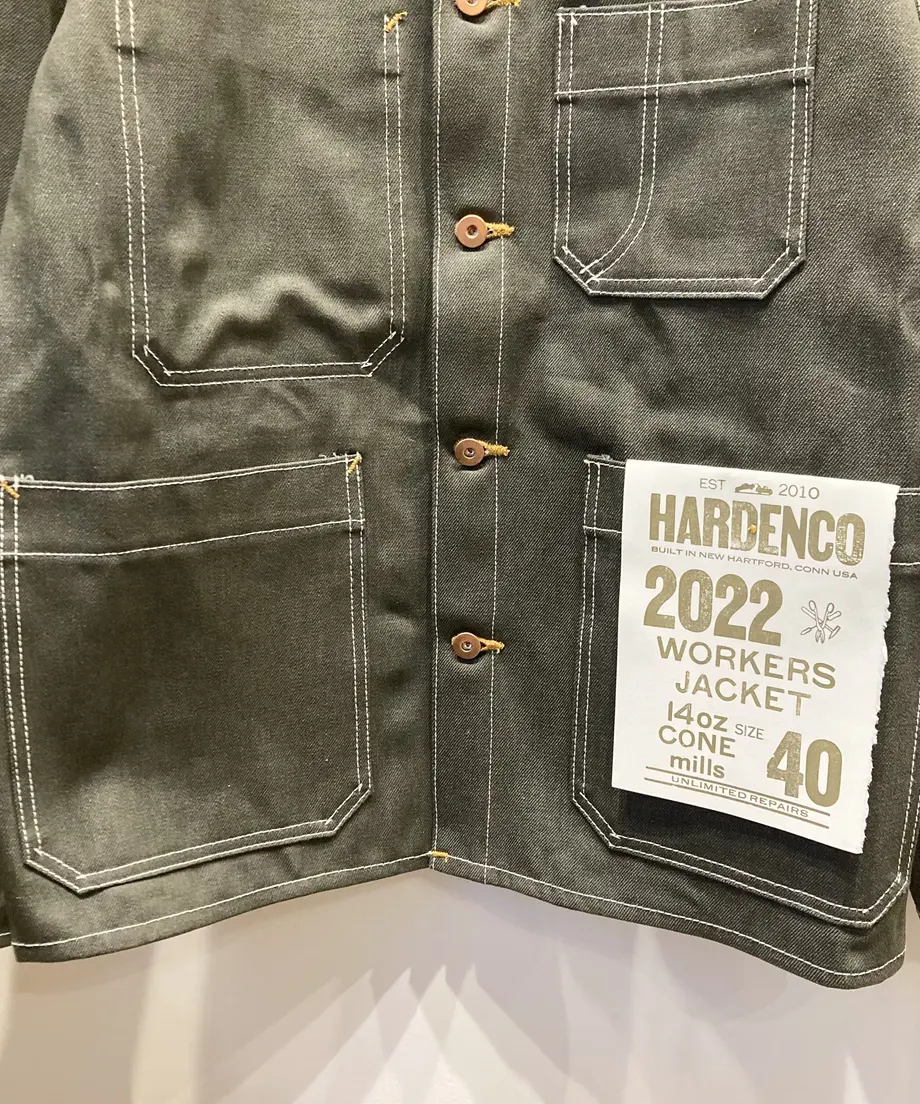 EST 2010
HARDENCO
BUILT IN NEW HARTFORD, CONN USA
2022
WORKERS
JACKET
14oz
CONE
mills
SIZE
40
UNLIMITED REPAIRS